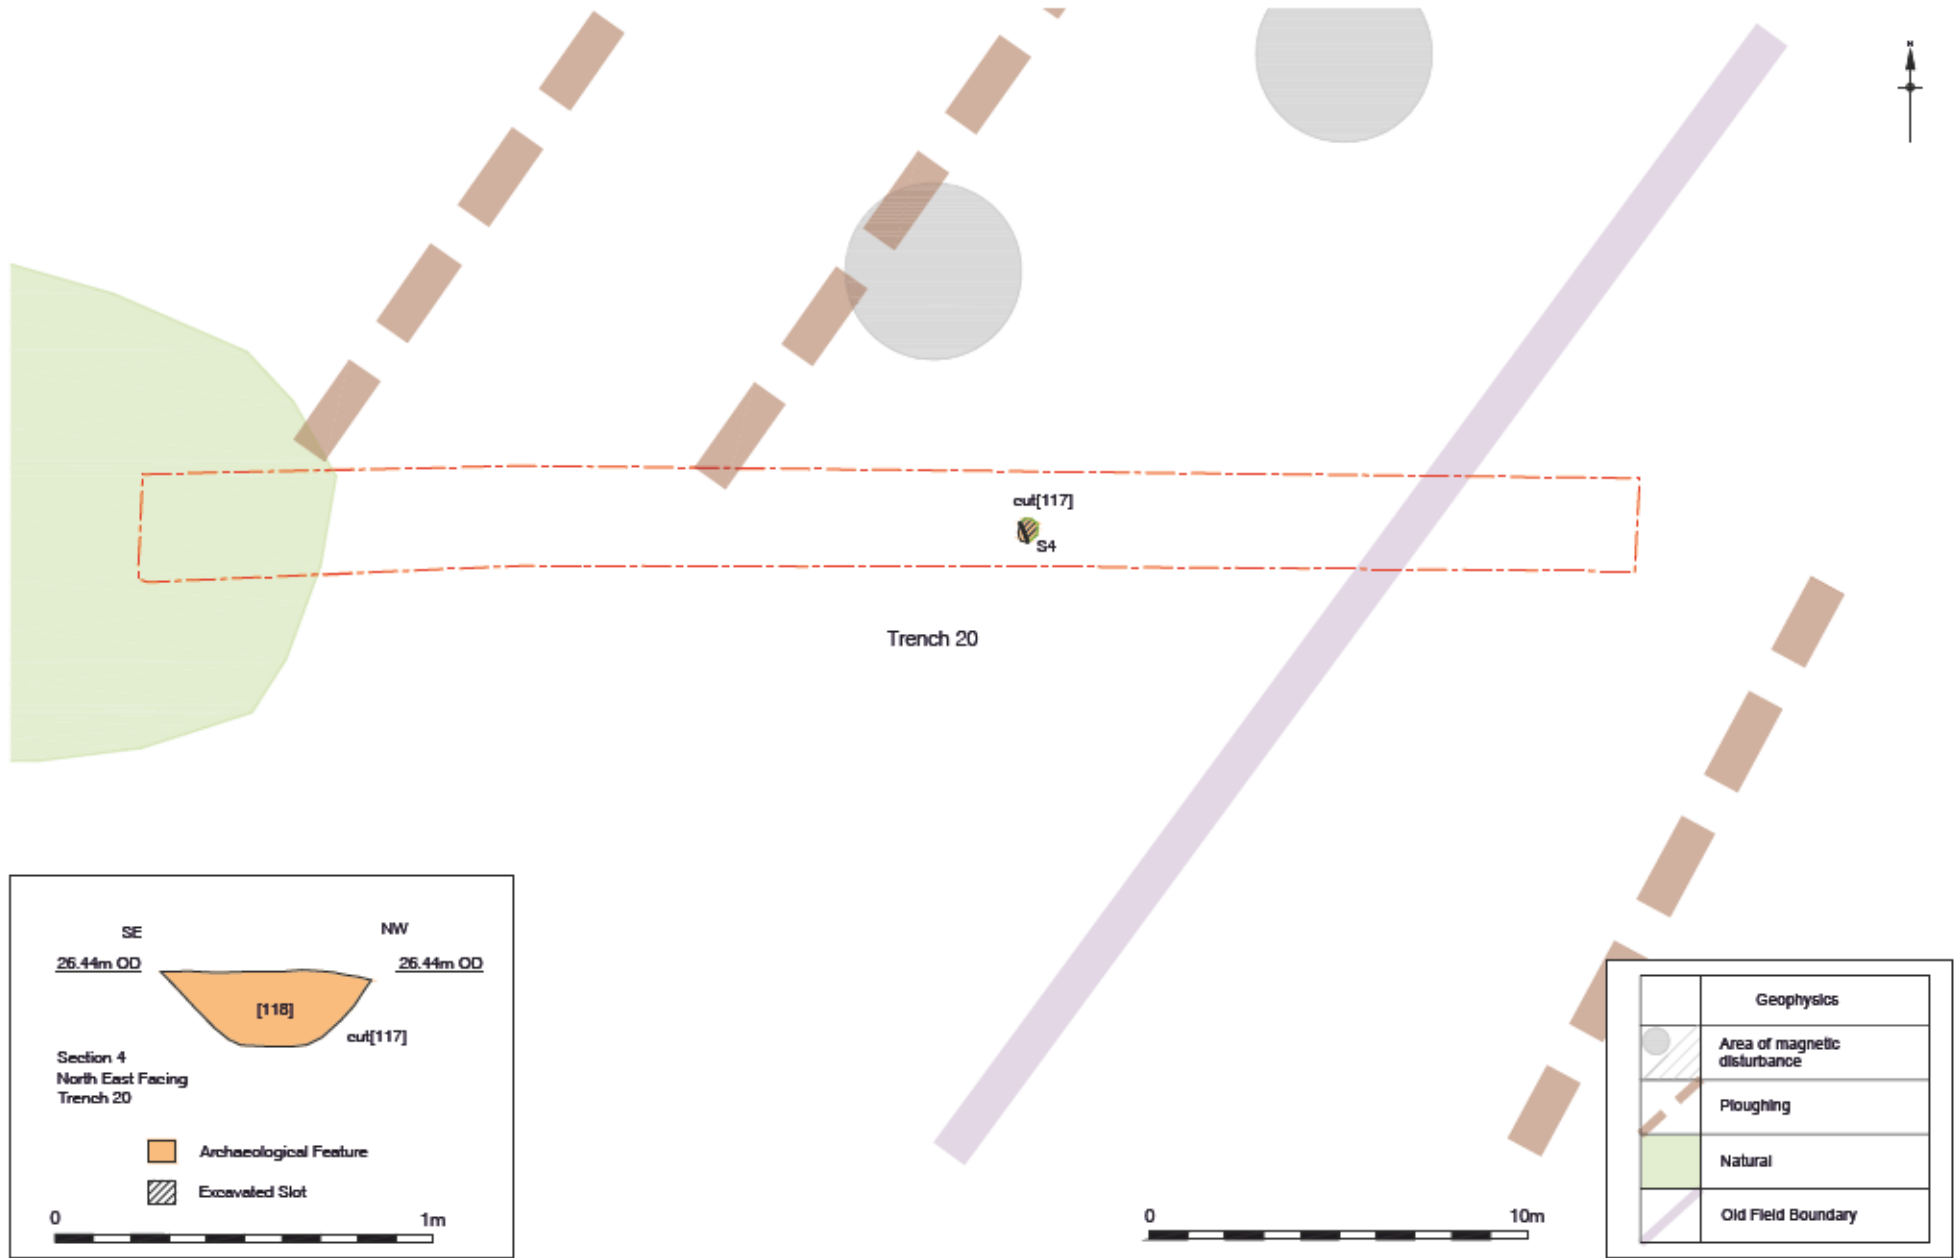 N
cut[117]
S4
Trench 20
SE
NW
26.44m OD
26.44m OD
[118]
cut[117]
Section 4
North East Facing
Trench 20
Archaeological Feature
Excavated Slot
0
1m
0
10m
Geophysics
Area of magnetic
disturbance
Ploughing
Natural
Old Field Boundary